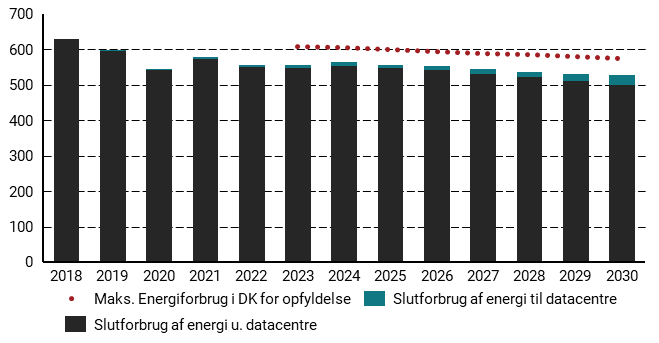 700
600
500
400
300
200
100
0
2018 2019 2020 2021 2022 2023 2024 2025 2026 2027 2028 2029 2030
Maks. Energiforbrug i DK for opfyldelse Slutforbrug af energi til datacentre
Slutforbrug af energi u. datacentre